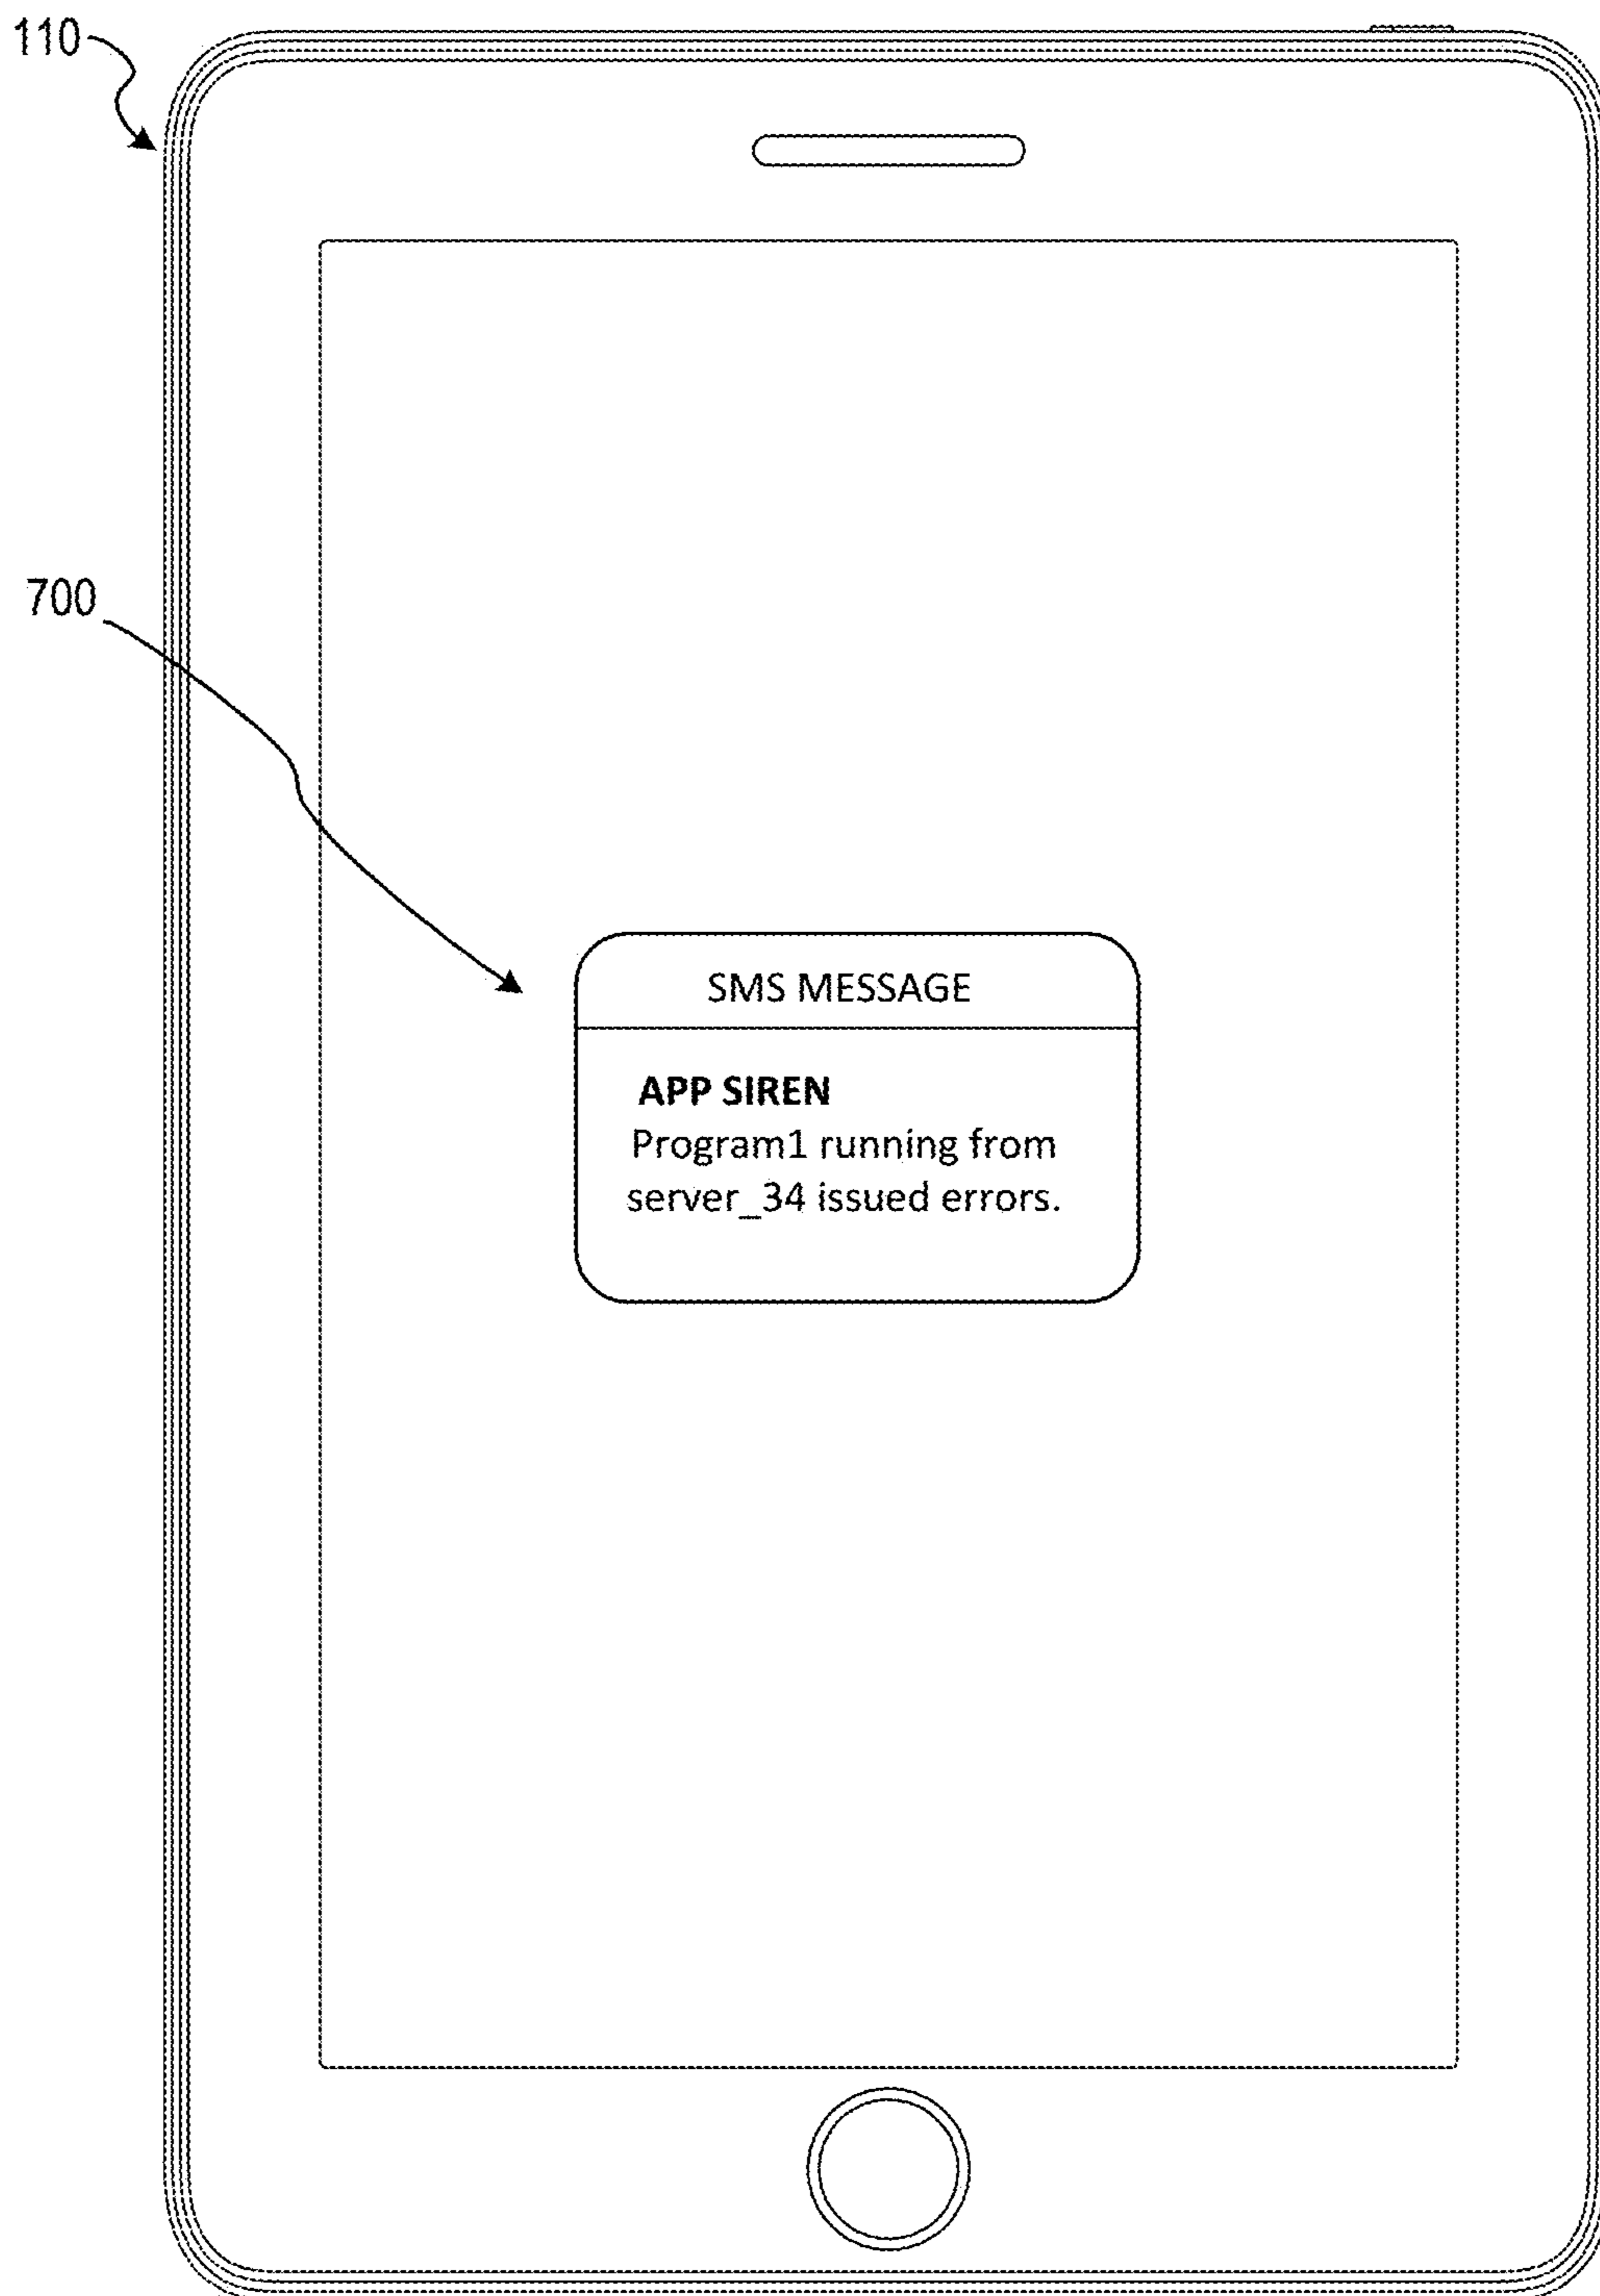 110
700
SMS MESSAGE
APP SIREN
Program1 running from
server_34 issued errors.